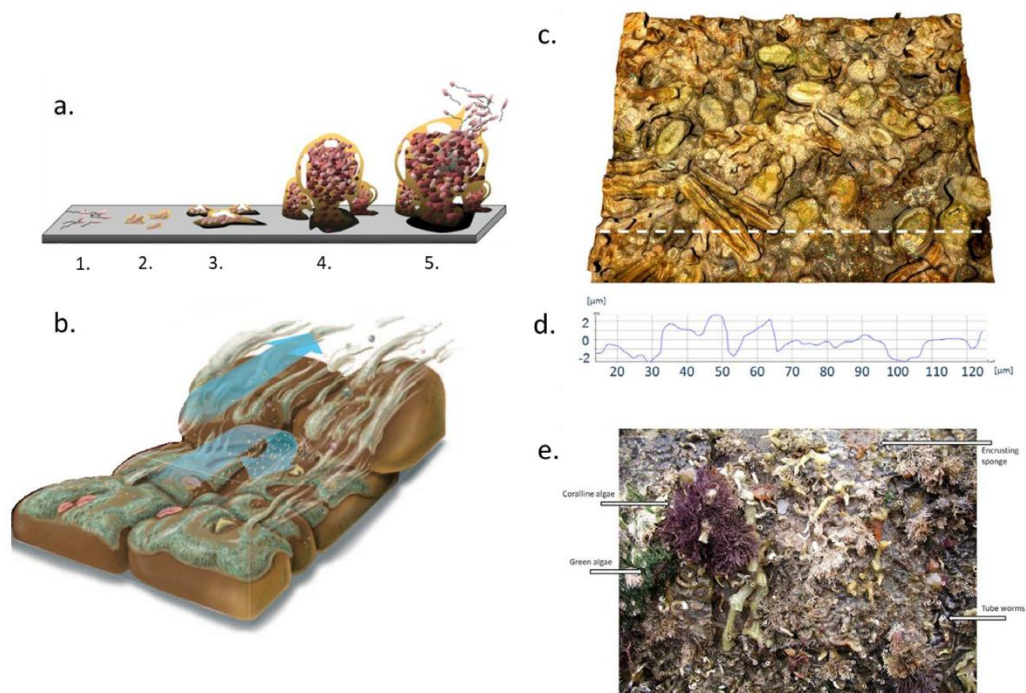 a.
1. 2. 3. 4. 5.
b.
c.
d.
[µm]
2
0
-2
20 30 40 50 60 70 80 90 100 110 120 [µm]
e.
Encrusting
sponge
Coralline algae
Green algae
Tube worms